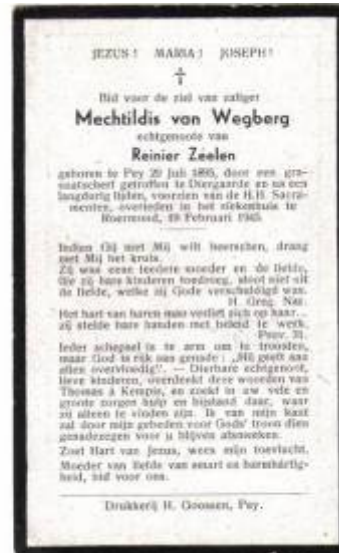 JEZUS! MARIA! JOSEPH!
Bid voor de ziel van zaliger
Mechtildis van Wegberg
echtgenoote van
Reinier Zeelen
geboren te Pey 29 Juli 1895, door een gra-
naatscherf getroffen te Diergaarde en na een
langdurig lijden, voorzien van de H.H. Sacra-
menten, overleden in het ziekenhuis te
Roermond, 19 Februari 1945.
Indien Gij met Mij wilt heerschen, draag
met Mij het kruis.
Zij was eene teedere moeder en de liefde,
die zij hare kinderen toedroeg, sloot niet uit
de liefde, welke zij Gode verschuldigd was.
H. Greg. Naz.
Het hart van haren man verliet zich op haar...
zij stelde hare handen met beleid te werk.
Prov. 31.
Ieder schepsel is te arm om te troosten,
maar God is rijk aan genade: „Hij geeft aan
allen overvloedig". — Dierbare echtgenoot,
lieve kinderen, overdenkt deze woorden van
Thomas à Kempis, en zoekt in uw vele en
groote zorgen hulp en bijstand daar, waar
zij alleen te vinden zijn. Ik van mijn kant
zal door mijn gebeden voor Gods' troon dien
genadezegen voor u blijven afsmeeken.
Zoet Hart van Jezus, wees mijn toevlucht.
Moeder van liefde van smart en barmhartig-
heid, bid voor ons.
Drukkerij H. Goossen, Pey.